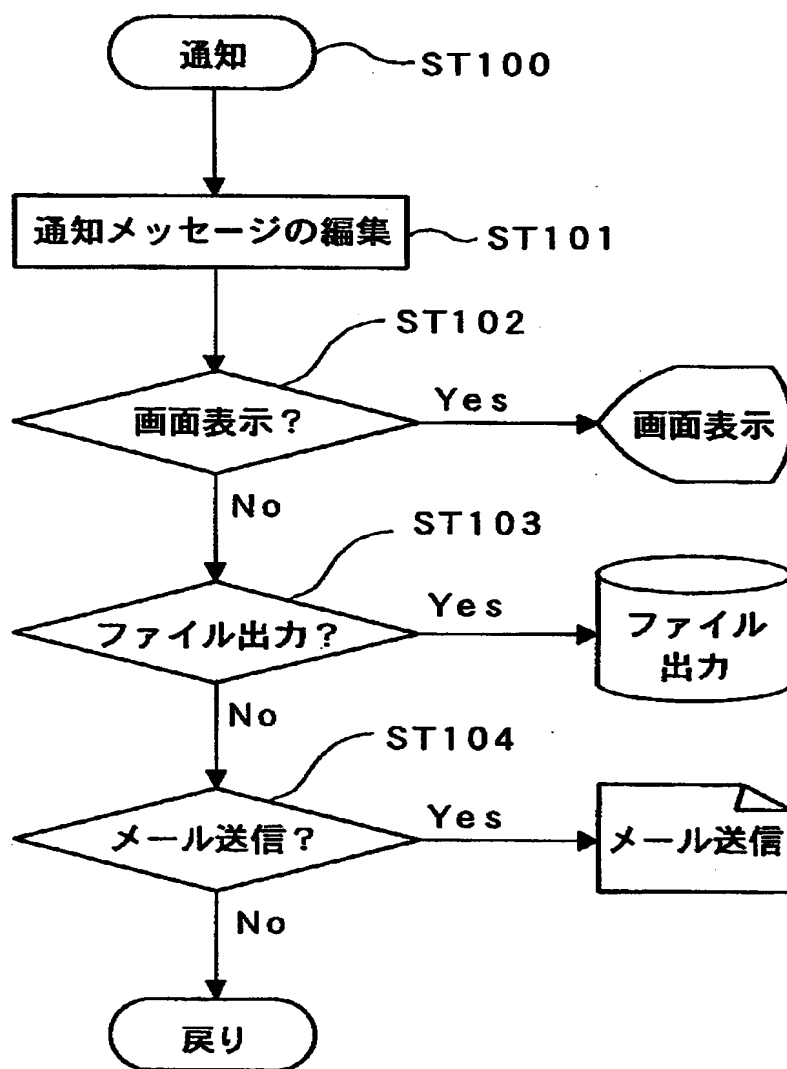 通知
ST100
通知メッセージの編集
ST101
ST102
画面表示?
Yes
画面表示
No
ST103
ファイル出力?
Yes
ファイル
出力
No
ST104
メール送信?
Yes
メール送信
No
戻り